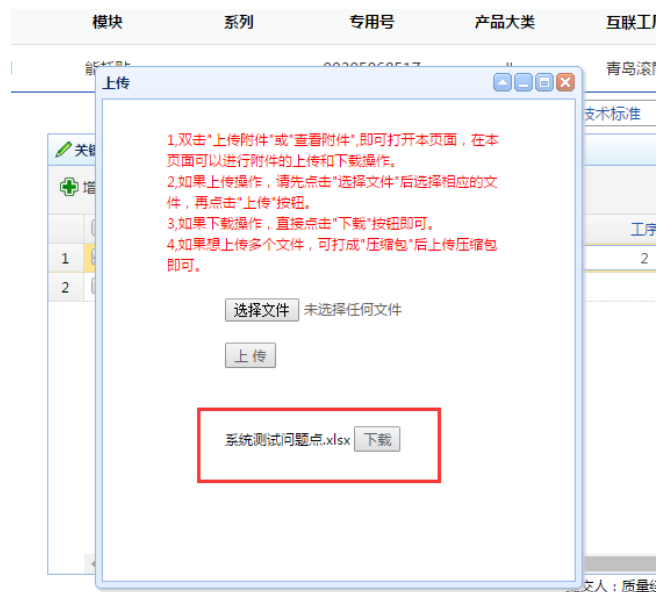 模块 系列 专用号 产品大类 互联工
青岛滚
上传
技术标准
关键
增
1,双击"上传附件"或"查看附件",即可打开本页面，在本
页面可以进行附件的上传和下载操作。
2,如果上传操作，请先点击"选择文件"后选择相应的文
件，再点击"上传"按钮。
3,如果下载操作，直接点击"下载"按钮即可。
4,如果想上传多个文件，可打成"压缩包"后上传压缩包
即可。
工序
1 2
2
选择文件 未选择任何文件
上 传
系统测试问题点.xlsx 下载
提交人：质量经